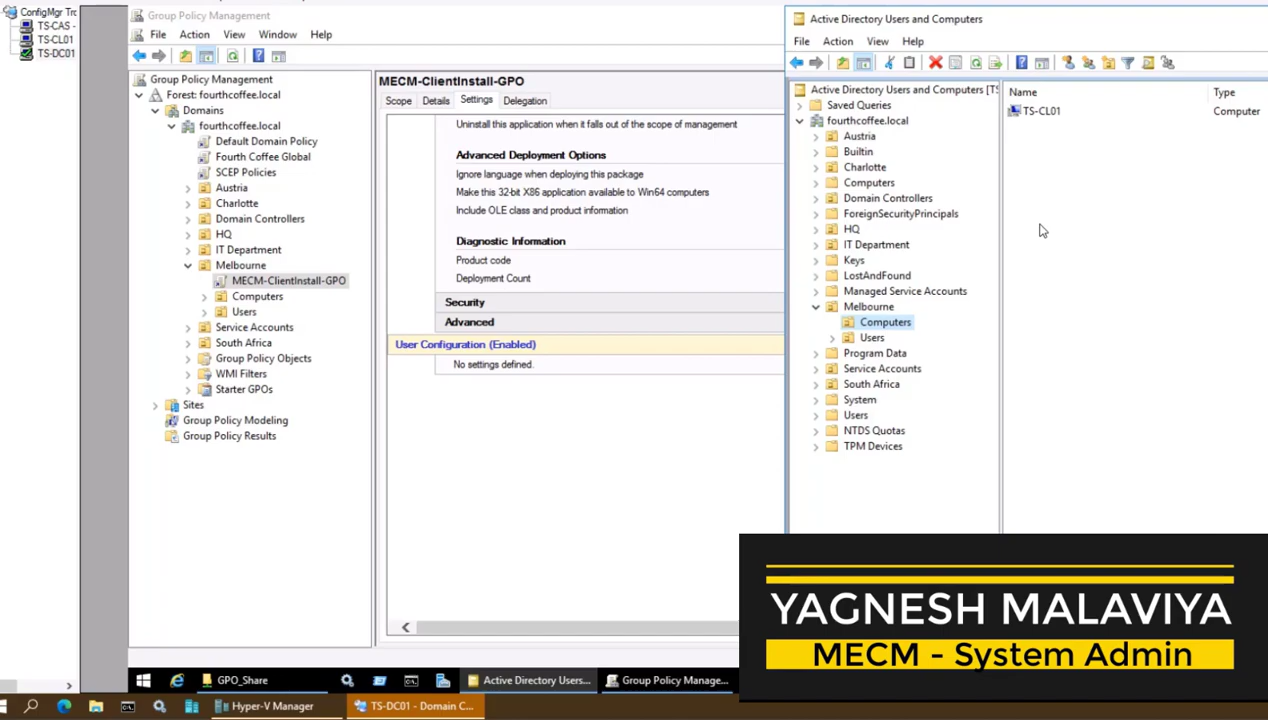 ConfigMgr Tr
TS-CAS -
TS-CL01
TS-DC01
Group Policy Management
File Action View Window Help
Group Policy Management
Forest: fourthcoffee.local
Domains
fourthcoffee.local
Default Domain Policy
Fourth Coffee Global
SCEP Policies
Austria
Charlotte
Domain Controllers
HQ
IT Department
Melbourne
MECM-ClientInstall-GPO
Computers
Users
Service Accounts
South Africa
Group Policy Objects
WMI Filters
Starter GPOs
Sites
Group Policy Modeling
Group Policy Results
MECM-ClientInstall-GPO
Scope Details Settings Delegation
Uninstall this application when it falls out of the scope of management
Advanced Deployment Options
Ignore language when deploying this package
Make this 32-bit X86 application available to Win64 computers
Include OLE class and product information
Diagnostic Information
Product code
Deployment Count
Security
Advanced
User Configuration (Enabled)
No settings defined.
Active Directory Users and Computers
File Action View Help
Active Directory Users and Computers [TS
Saved Queries
fourthcoffee.local
Austria
Builtin
Charlotte
Computers
Domain Controllers
ForeignSecurityPrincipals
HQ
IT Department
Keys
LostAndFound
Managed Service Accounts
Melbourne
Computers
Users
Program Data
Service Accounts
South Africa
System
Users
NTDS Quotas
TPM Devices
Name Type
TS-CL01 Computer
YAGNESH MALAVIYA
MECM - System Admin
GPO_Share Active Directory Users... Group Policy Manage...
Hyper-V Manager TS-DC01 - Domain C...